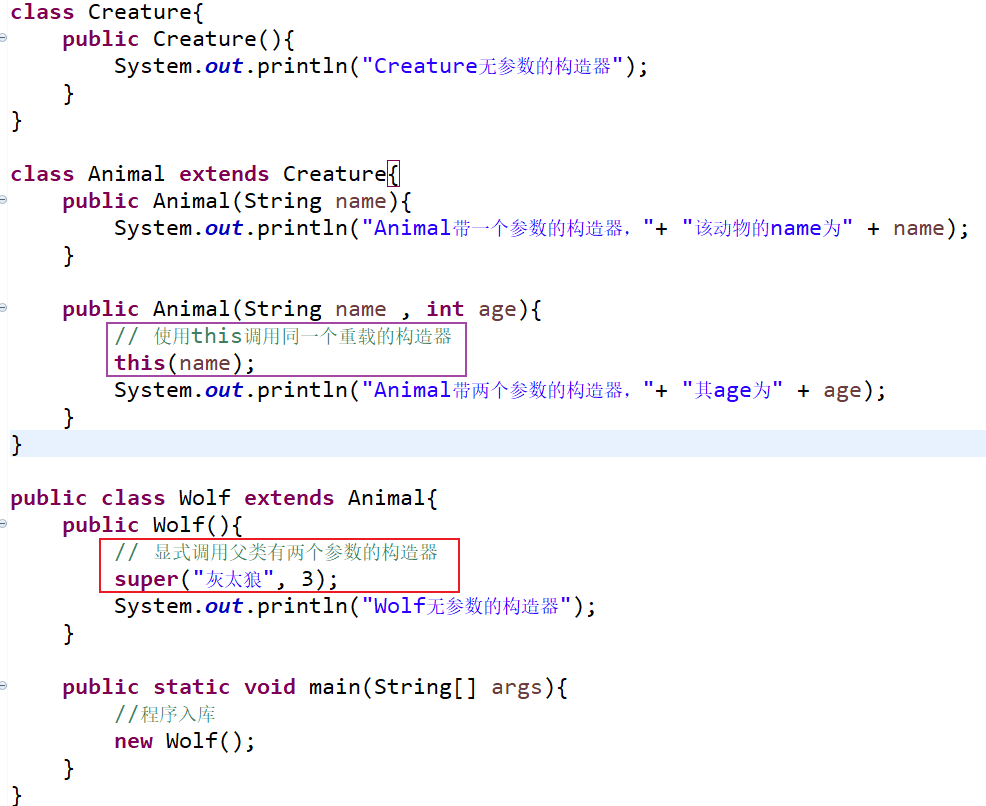 class Creature{
    public Creature(){
        System.out.println("Creature无参数的构造器");
    }
}
class Animal extends Creature{
    public Animal(String name){
        System.out.println("Animal带一个参数的构造器，"+ "该动物的name为" + name);
    }
    public Animal(String name , int age){
        // 使用this调用同一个重载的构造器
        this(name);
        System.out.println("Animal带两个参数的构造器，"+ "其age为" + age);
    }
}
public class Wolf extends Animal{
    public Wolf(){
        // 显式调用父类有两个参数的构造器
        super("灰太狼", 3);
        System.out.println("Wolf无参数的构造器");
    }
    public static void main(String[] args){
        //程序入库
        new Wolf();
    }
}